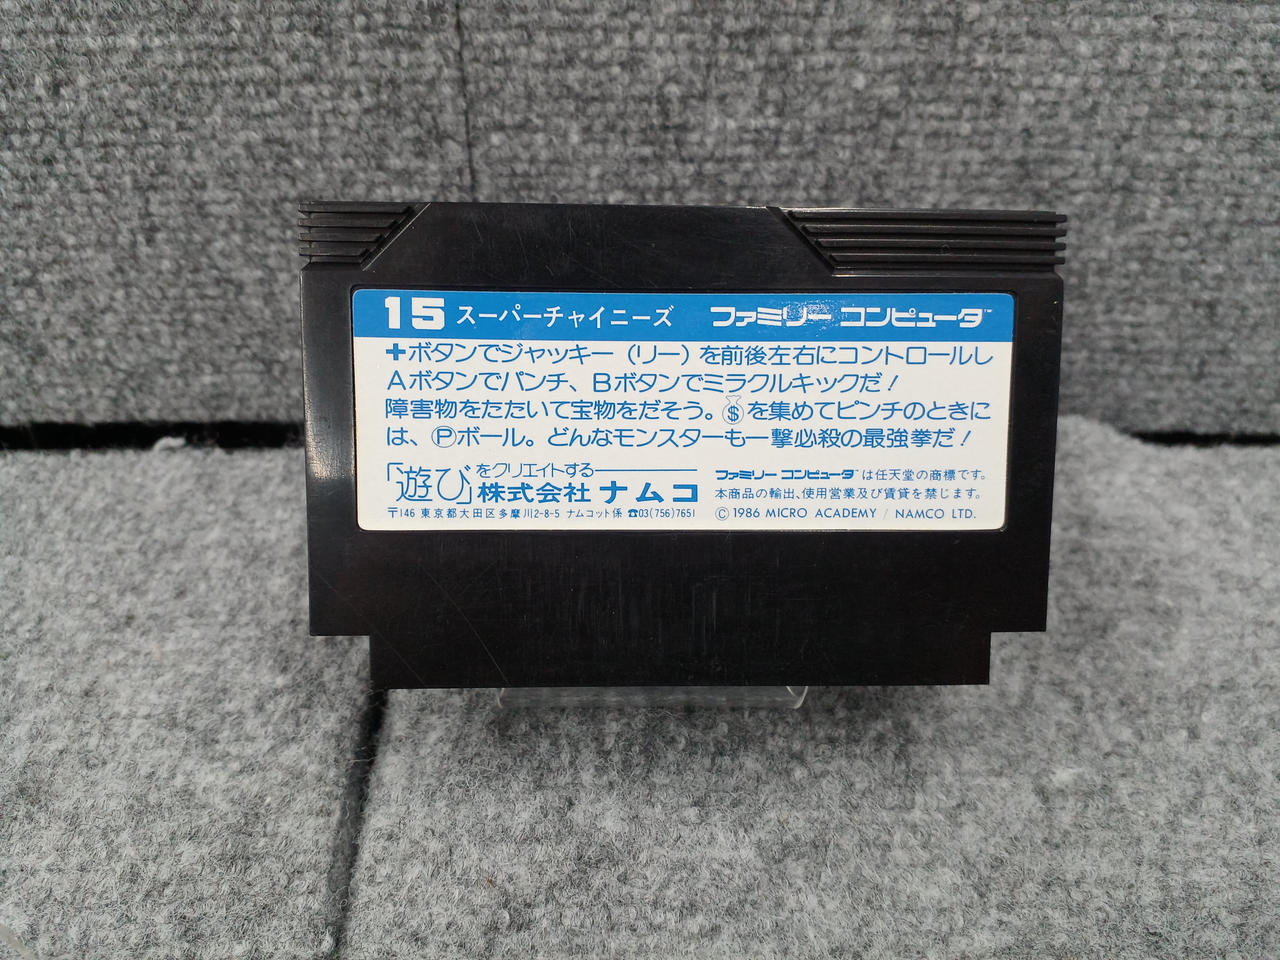 15 スーパーチャイニーズ ファミリー コンピュータ™
+ボタンでジャッキー(リー)を前後左右にコントロールし
Aボタンでパンチ、Bボタンでミラクルキックだ!
障害物をたたいて宝物をだそう。$を集めてピンチのときに
は、Ⓟボール。どんなモンスターも一撃必殺の最強拳だ!
「遊び」をクリエイトする
株式会社 ナムコ
〒146 東京都大田区多摩川2-8-5 ナムコット係 ☎03(756)7651
ファミリー コンピュータ™は任天堂の商標です。
本商品の輸出、使用営業及び賃貸を禁じます。
© 1986 MICRO ACADEMY / NAMCO LTD.